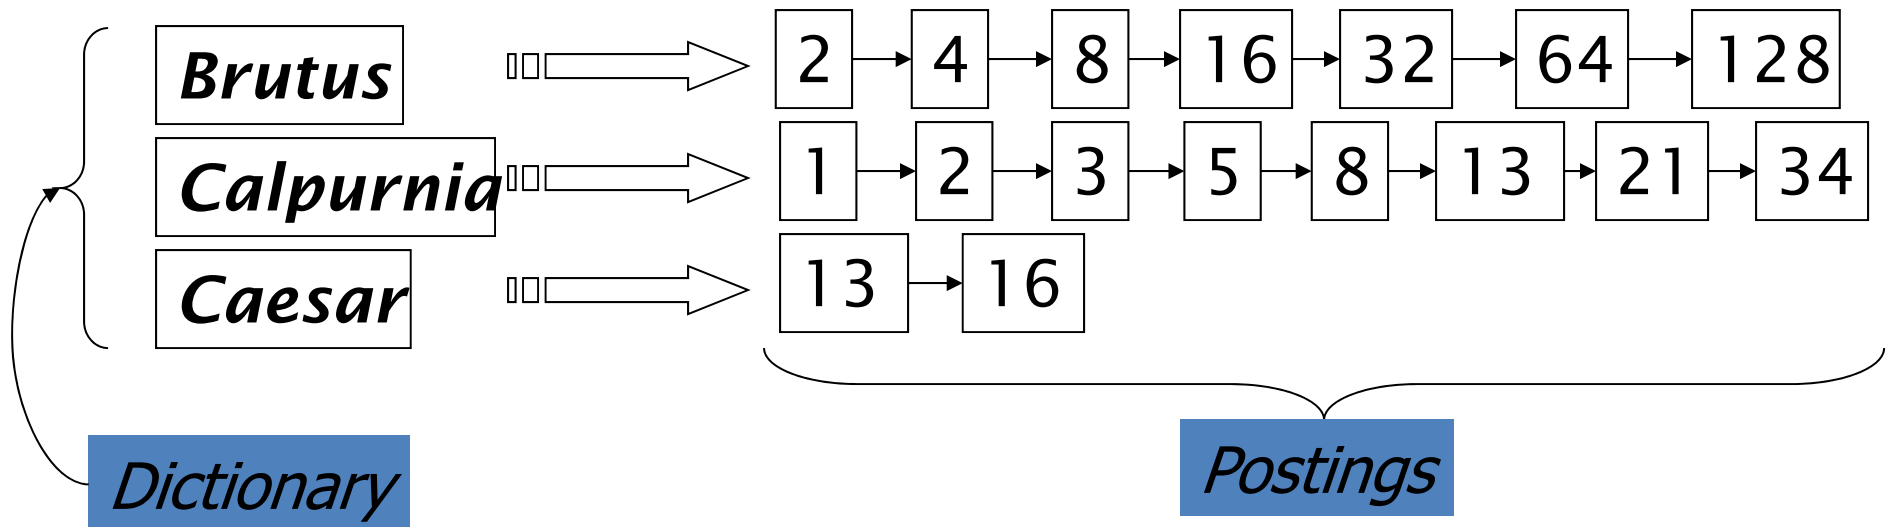 Brutus 2 4 8 16 32 64 128
Calpurnia 1 2 3 5 8 13 21 34
Caesar 13 16
Dictionary Postings